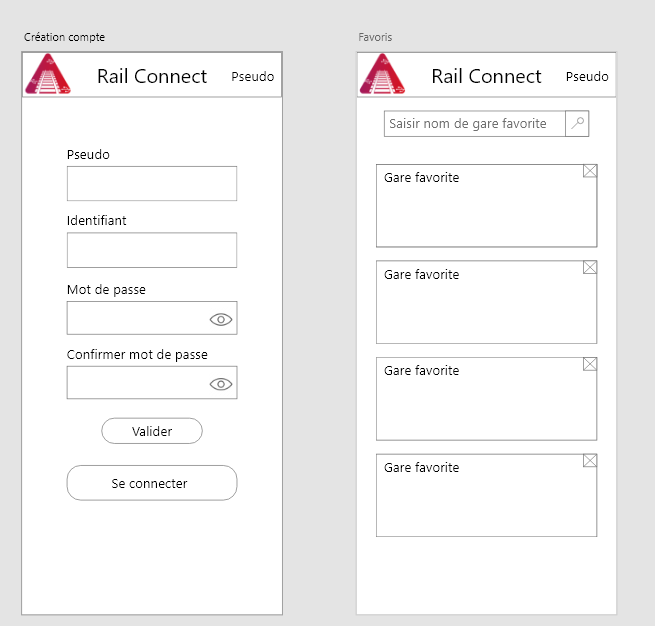 Création compte
Rail Connect
Pseudo
Pseudo
Identifiant
Mot de passe
Confirmer mot de passe
Valider
Se connecter
Favoris
Rail Connect
Pseudo
Saisir nom de gare favorite
Gare favorite
Gare favorite
Gare favorite
Gare favorite